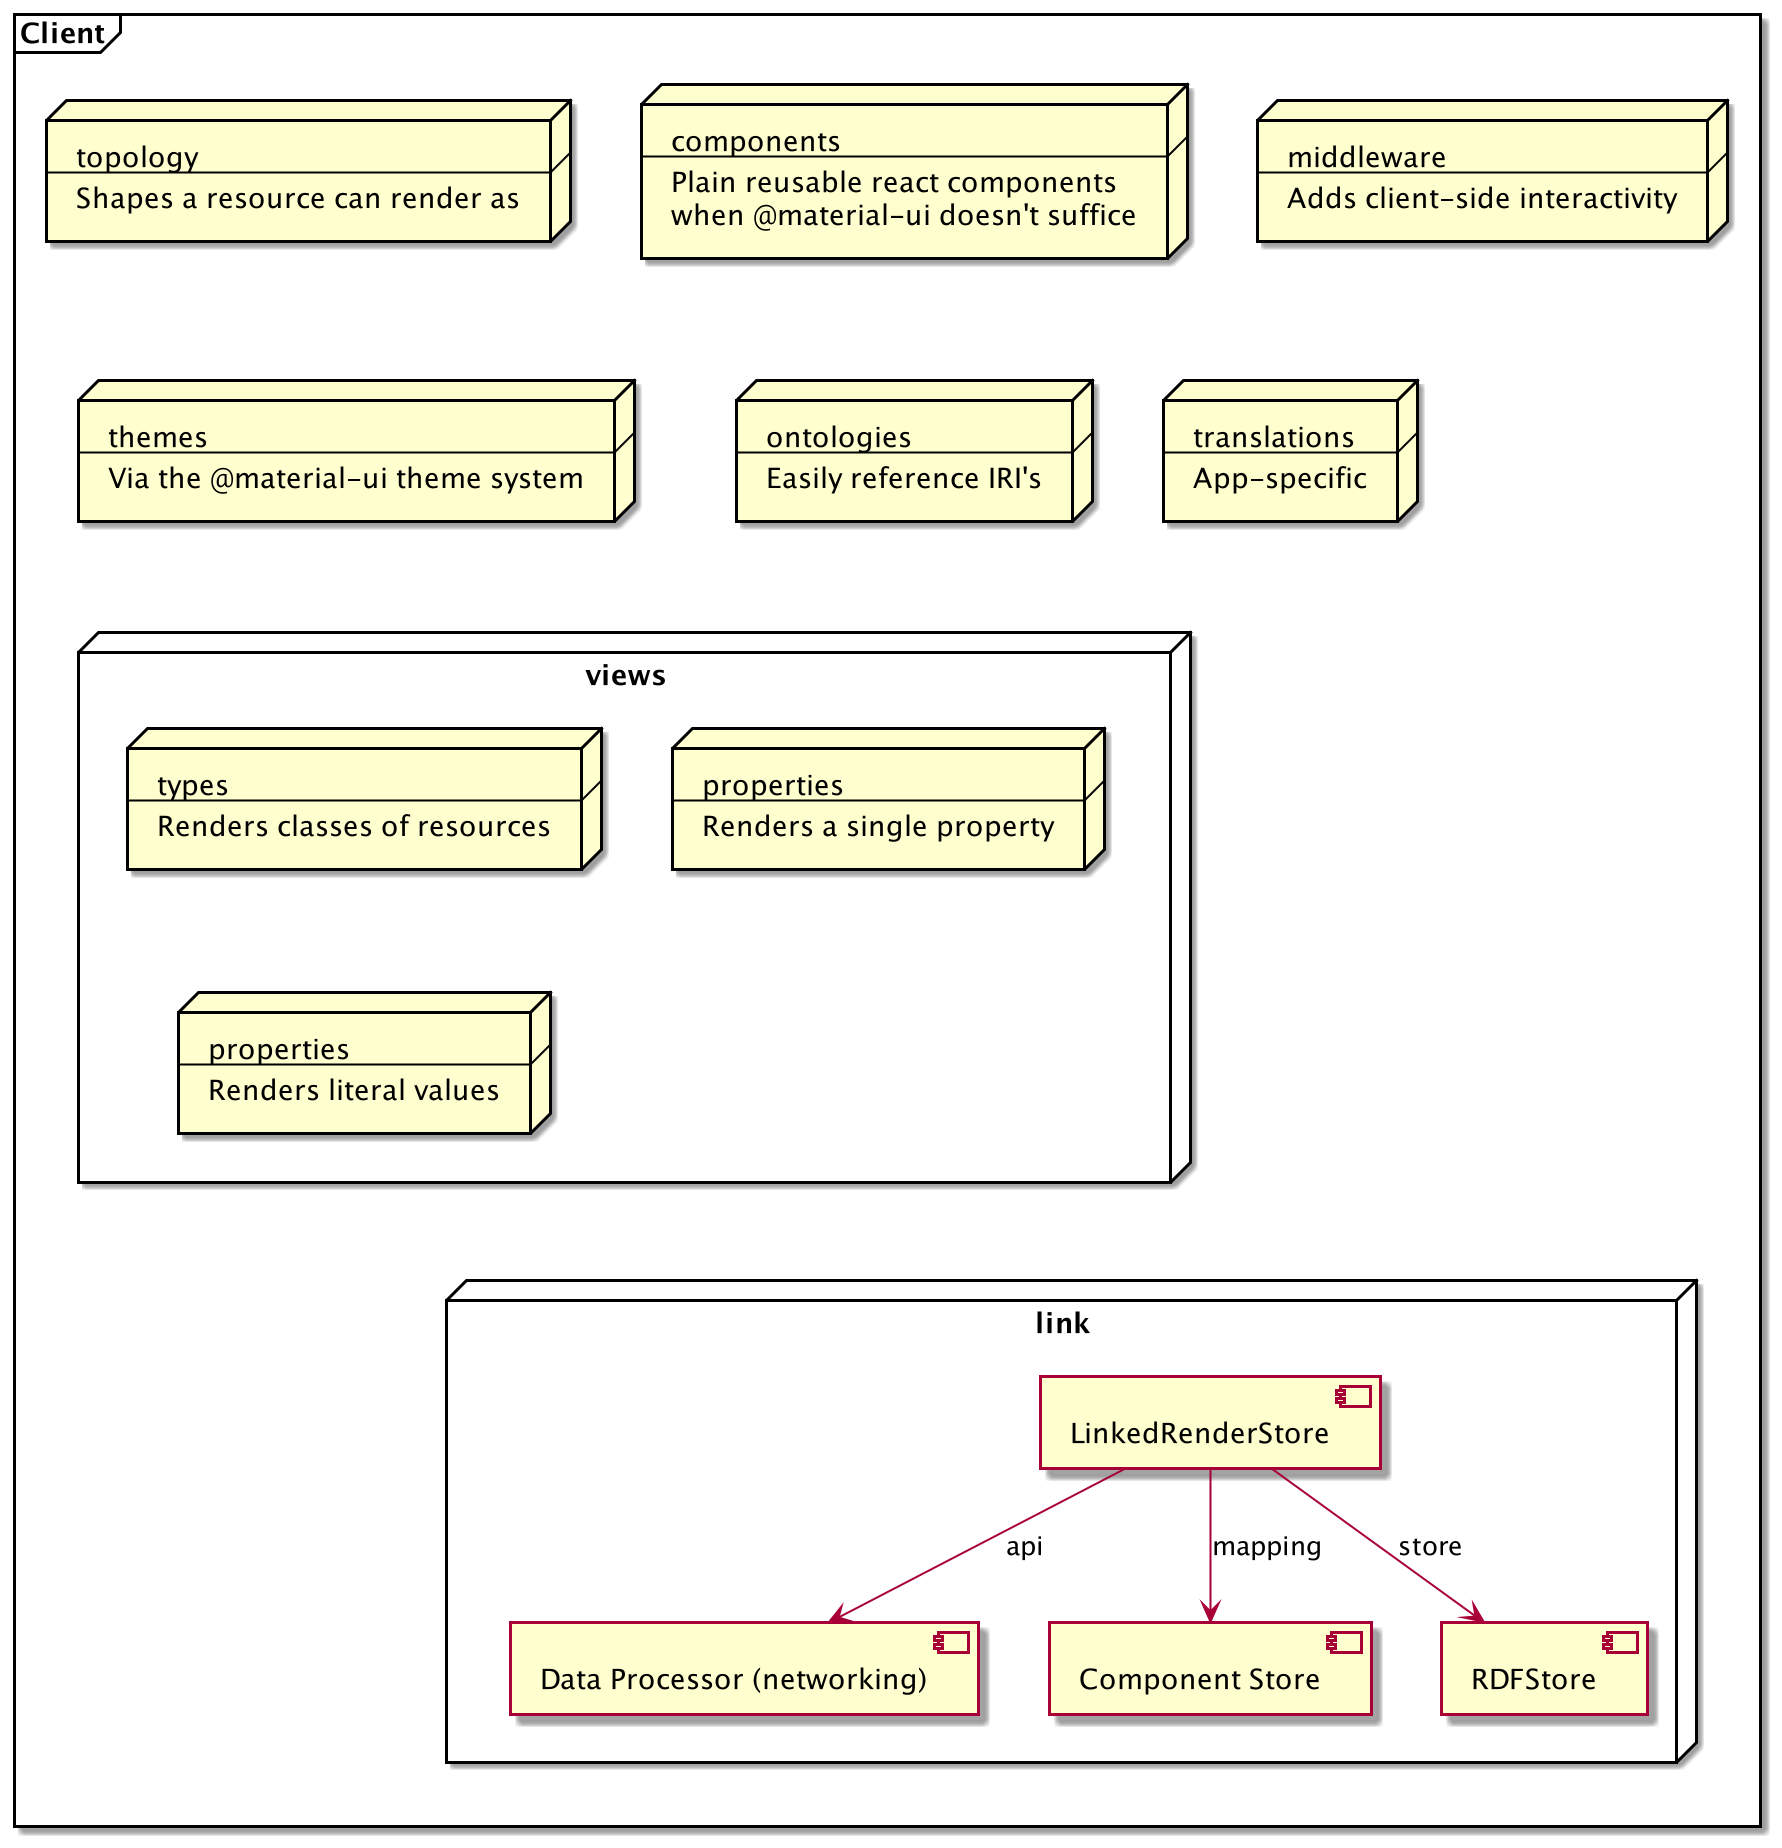 Client
topology
Shapes a resource can render as
components
Plain reusable react components
when @material-ui doesn't suffice
middleware
Adds client-side interactivity
themes
Via the @material-ui theme system
ontologies
Easily reference IRI's
translations
App-specific
views
types
Renders classes of resources
properties
Renders a single property
properties
Renders literal values
link
LinkedRenderStore
api
mapping
store
Data Processor (networking)
Component Store
RDFStore